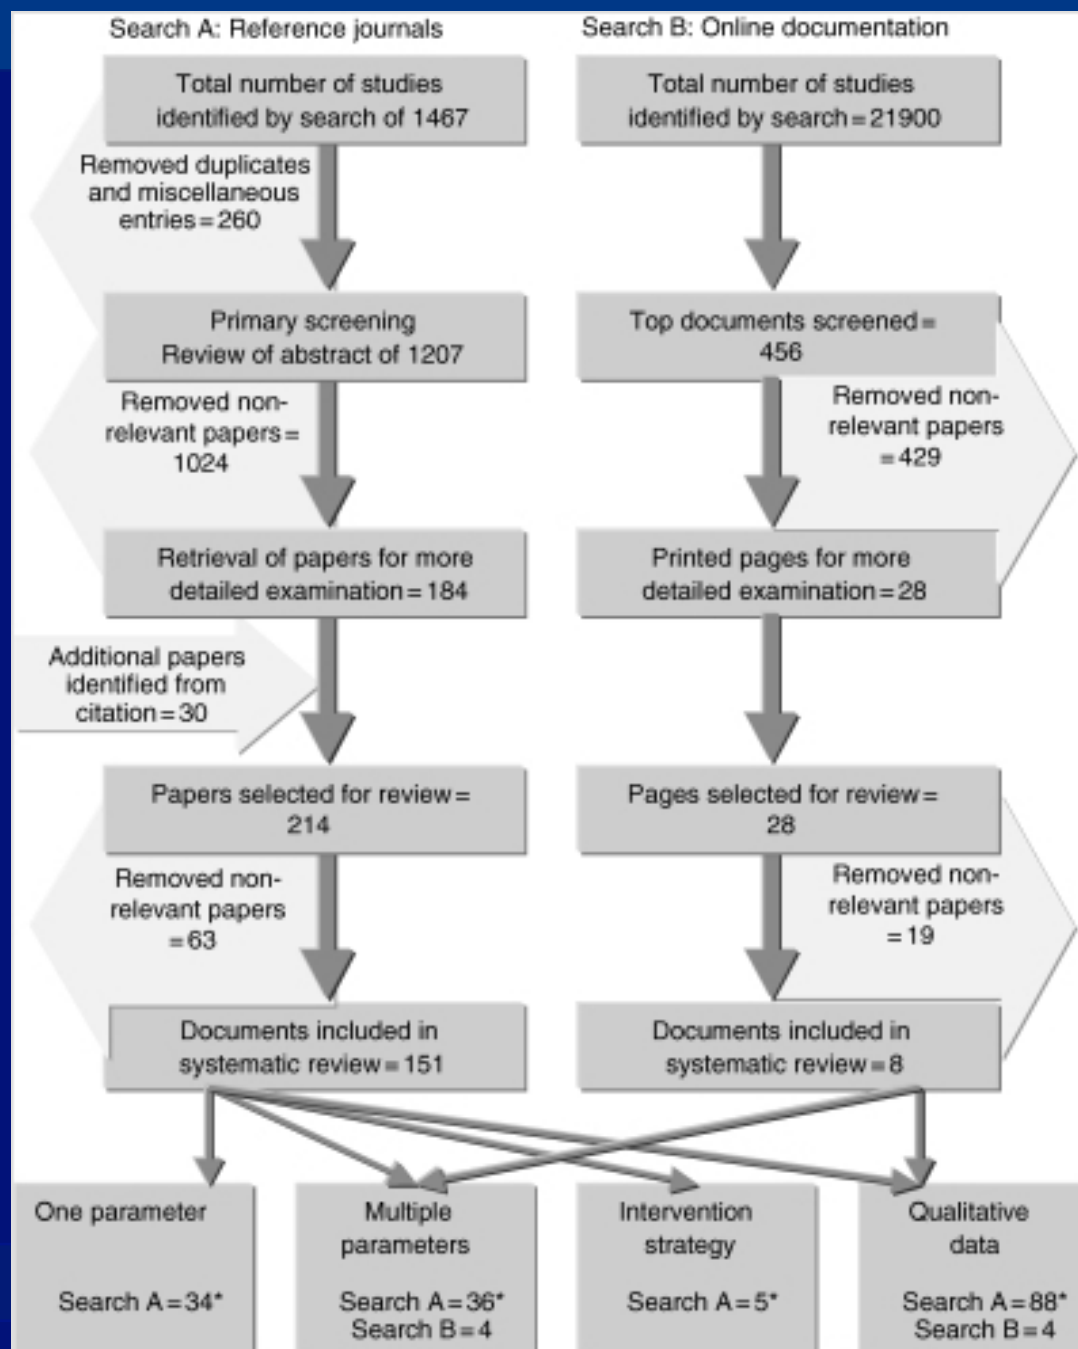 Search A: Reference journals
Total number of studies
identified by search of 1467
Removed duplicates
and miscellaneous
entries = 260
Primary screening
Review of abstract of 1207
Removed non-
relevant papers =
1024
Retrieval of papers for more
detailed examination = 184
Additional papers
identified from
citation = 30
Papers selected for review =
214
Removed non-
relevant papers
= 63
Documents included in
systematic review = 151
Search B: Online documentation
Total number of studies
identified by search = 21900
Top documents screened =
456
Removed non-
relevant papers
= 429
Printed pages for more
detailed examination = 28
Pages selected for review =
28
Removed non-
relevant papers
= 19
Documents included in
systematic review = 8
One parameter
Search A = 34*
Multiple
parameters
Search A = 36*
Search B = 4
Intervention
strategy
Search A = 5*
Qualitative
data
Search A = 88*
Search B = 4